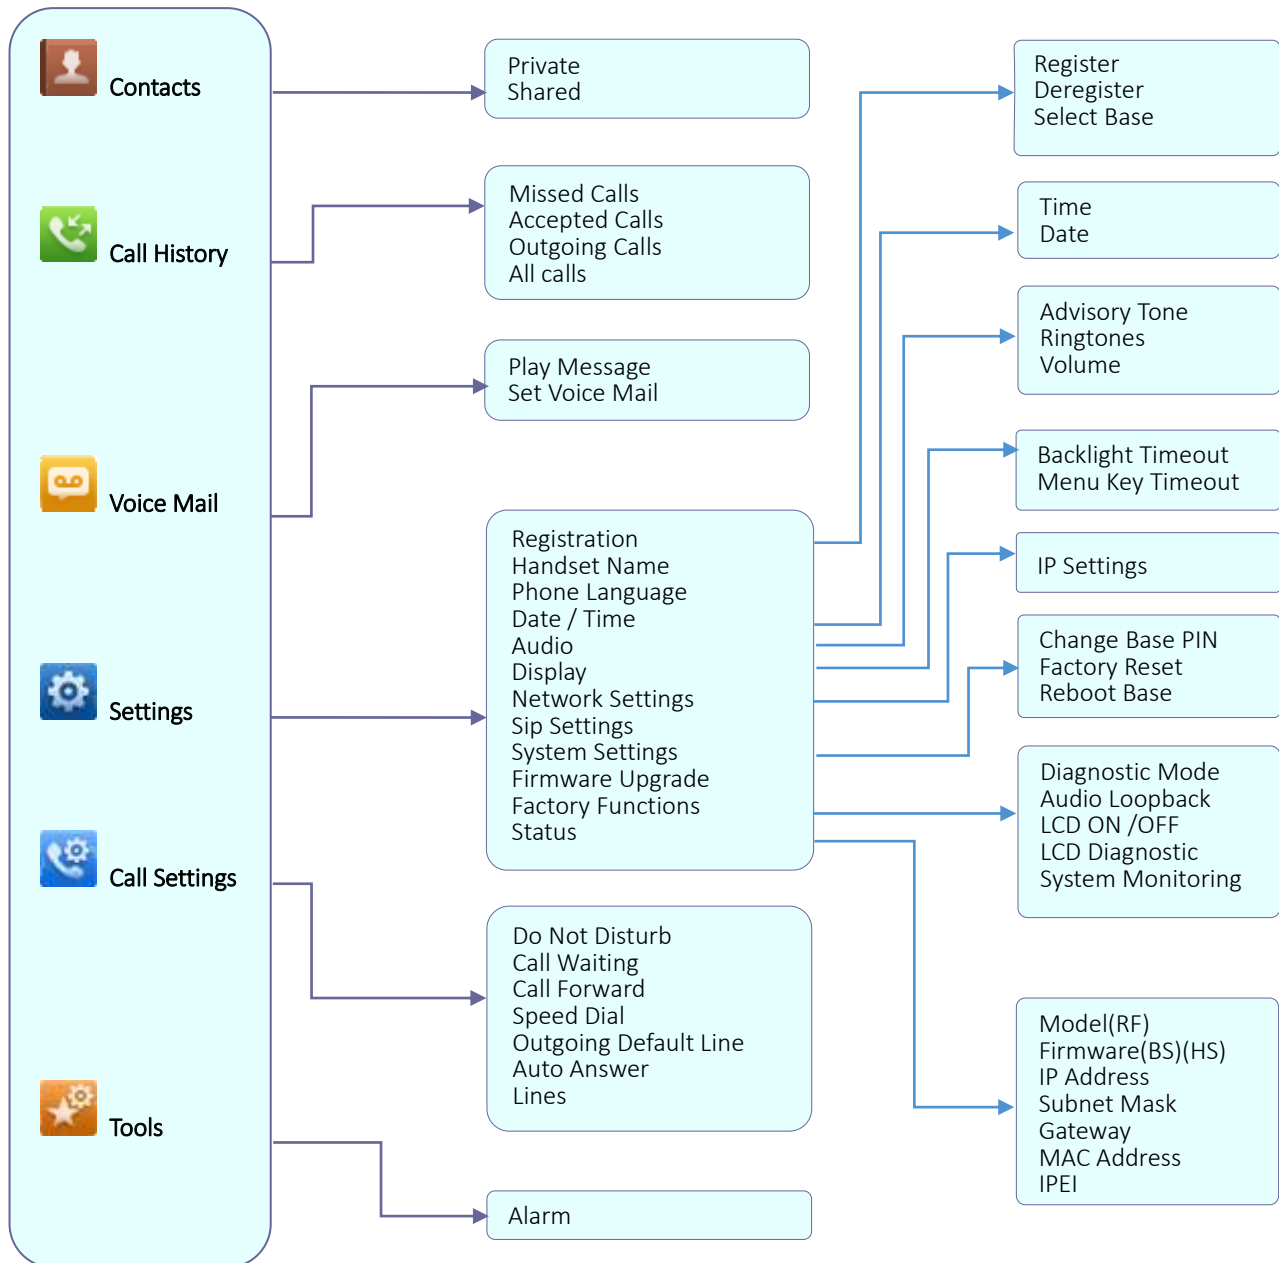 Contacts
Call History
Voice Mail
Settings
Call Settings
Tools
Private
Shared
Missed Calls
Accepted Calls
Outgoing Calls
All calls
Play Message
Set Voice Mail
Registration
Handset Name
Phone Language
Date / Time
Audio
Display
Network Settings
Sip Settings
System Settings
Firmware Upgrade
Factory Functions
Status
Do Not Disturb
Call Waiting
Call Forward
Speed Dial
Outgoing Default Line
Auto Answer
Lines
Alarm
Register
Deregister
Select Base
Time
Date
Advisory Tone
Ringtones
Volume
Backlight Timeout
Menu Key Timeout
IP Settings
Change Base PIN
Factory Reset
Reboot Base
Diagnostic Mode
Audio Loopback
LCD ON /OFF
LCD Diagnostic
System Monitoring
Model(RF)
Firmware(BS)(HS)
IP Address
Subnet Mask
Gateway
MAC Address
IPEI